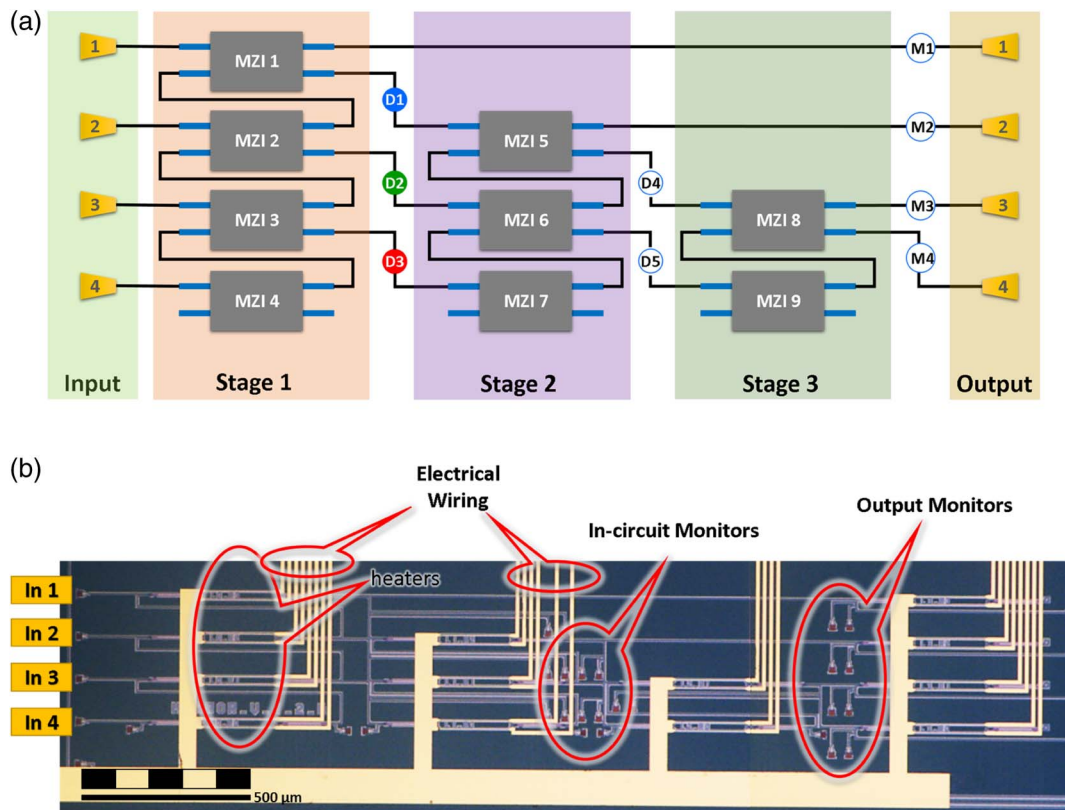 (a)
1
MZI 1
M1
1
D1
2
MZI 2
MZI 5
M2
2
D2
D4
3
MZI 3
MZI 6
MZI 8
M3
3
D3
D5
M4
4
MZI 4
MZI 7
MZI 9
4
Input
Stage 1
Stage 2
Stage 3
Output
(b)
Electrical
Wiring
In-circuit Monitors
Output Monitors
heaters
In 1
In 2
In 3
In 4
500 µm